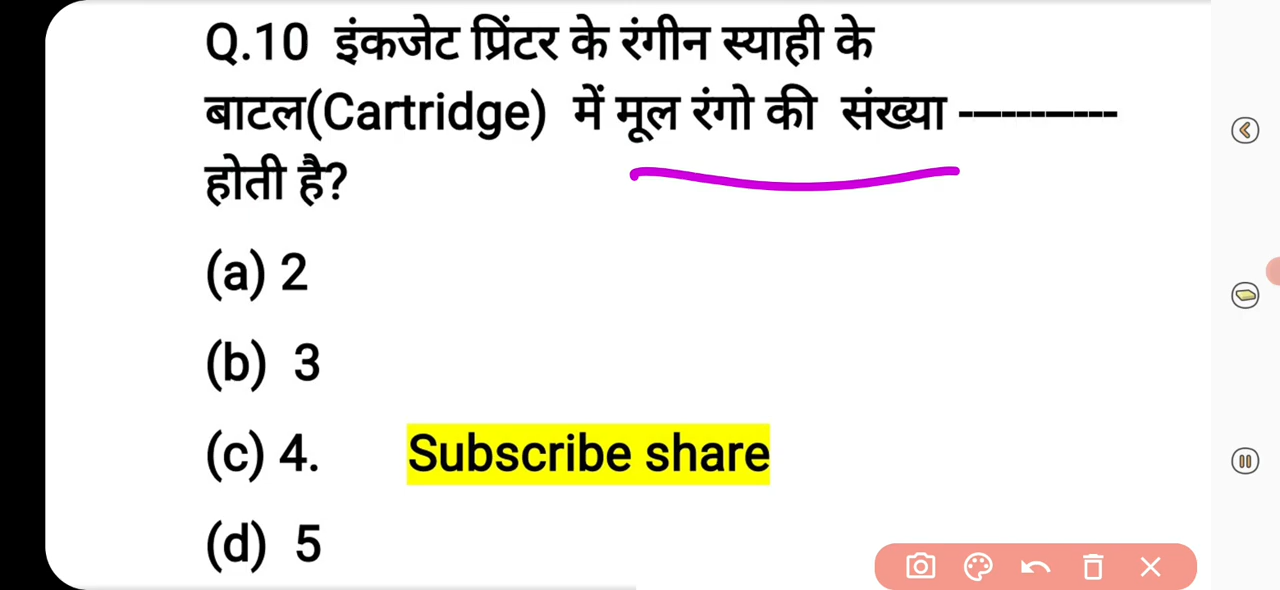 Q.10 इंकजेट प्रिंटर के रंगीन स्याही के
बाटल(Cartridge) में मूल रंगो की संख्या -----------
होती है?
(a) 2
(b) 3
(c) 4. Subscribe share
(d) 5